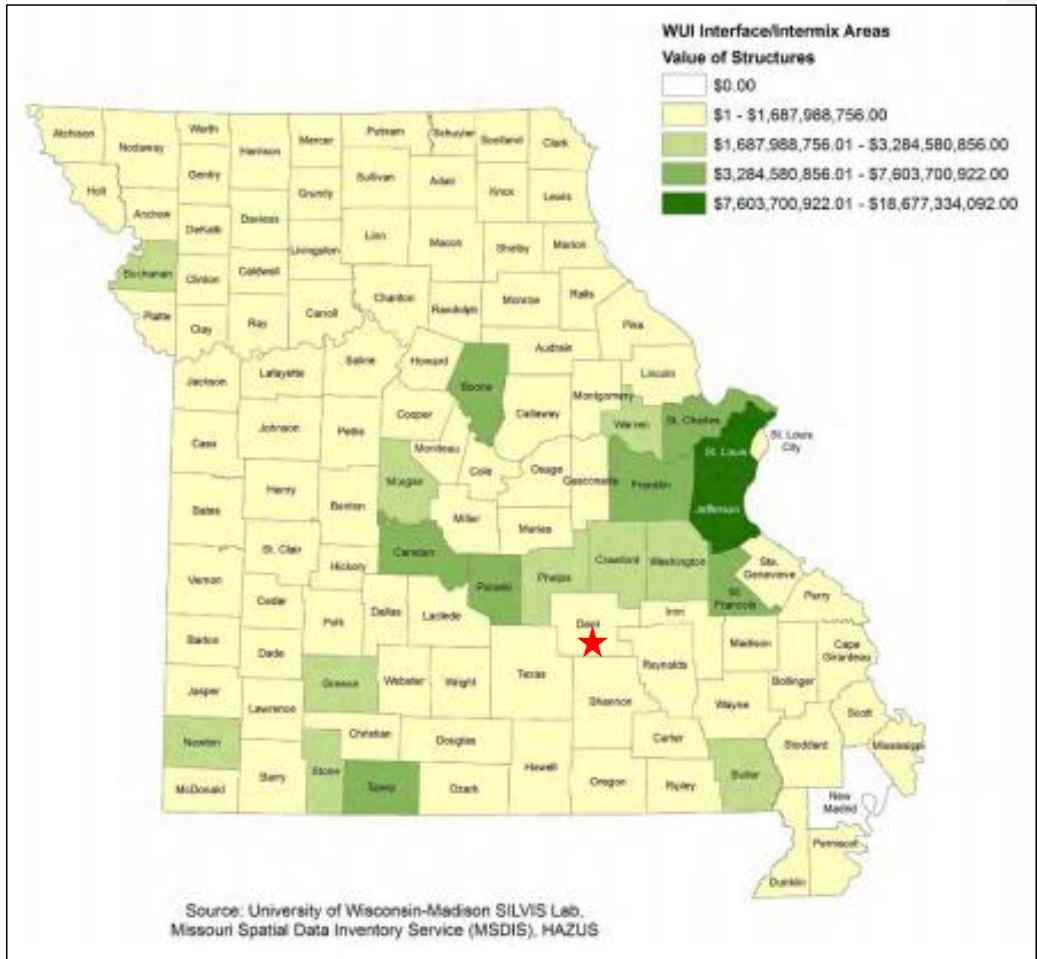 WUI Interface/Intermix Areas
Value of Structures
$0.00
$1 - $1,687,988,756.00
$1,687,988,756.01 - $3,284,580,856.00
$3,284,580,856.01 - $7,603,700,922.00
$7,603,700,922.01 - $18,677,334,092.00
Atchison
Nodaway
Worth
Harrison
Mercer
Putnam
Schuyler
Scotland
Clark
Holt
Gentry
Grundy
Sullivan
Adair
Knox
Lewis
Andrew
DeKalb
Daviess
Livingston
Linn
Macon
Shelby
Marion
Buchanan
Clinton
Caldwell
Chariton
Randolph
Monroe
Ralls
Platte
Clay
Ray
Carroll
Pike
Saline
Howard
Boone
Audrain
Lincoln
Jackson
Lafayette
Cooper
Callaway
Montgomery
Warren
St. Charles
Cass
Johnson
Pettis
Moniteau
Cole
Osage
Gasconade
Franklin
St. Louis
St. Louis
City
Jefferson
Bates
Henry
Benton
Morgan
Miller
Maries
St. Clair
Hickory
Camden
Pulaski
Phelps
Crawford
Washington
Ste.
Genevieve
St.
Francois
Perry
Vernon
Cedar
Polk
Dallas
Laclede
Dent
Iron
Madison
Cape
Girardeau
Barton
Dade
Greene
Webster
Wright
Texas
Shannon
Reynolds
Wayne
Bollinger
Scott
Jasper
Lawrence
Christian
Douglas
Carter
Stoddard
Mississippi
Newton
Barry
Stone
Taney
Ozark
Howell
Oregon
Ripley
Butler
New
Madrid
McDonald
Pemiscot
Dunklin
Source: University of Wisconsin-Madison SILVIS Lab,
Missouri Spatial Data Inventory Service (MSDIS), HAZUS